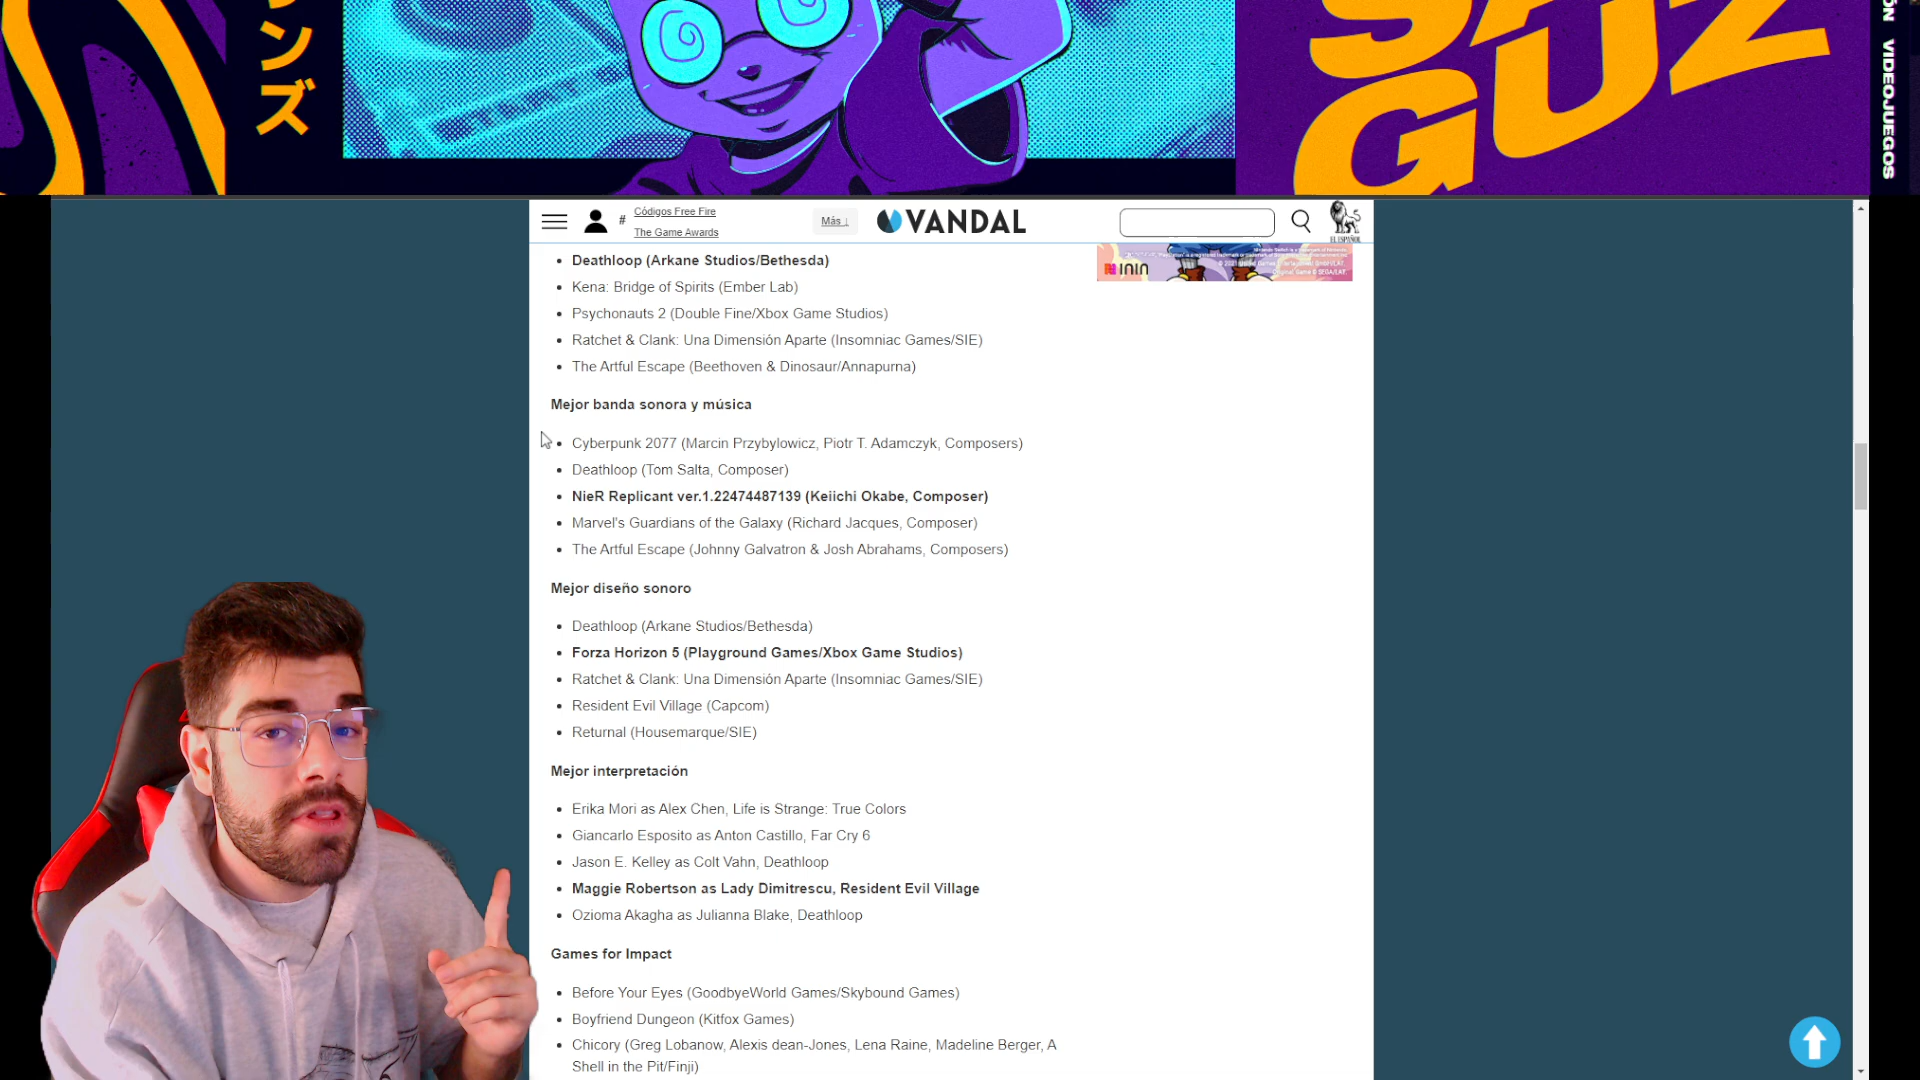 ンズ
GUZ
VIDEOJUEGOS
# Códigos Free Fire
The Game Awards
Más ↓
VANDAL
EL ESPAÑOL
ININ
• Deathloop (Arkane Studios/Bethesda)
• Kena: Bridge of Spirits (Ember Lab)
• Psychonauts 2 (Double Fine/Xbox Game Studios)
• Ratchet & Clank: Una Dimensión Aparte (Insomniac Games/SIE)
• The Artful Escape (Beethoven & Dinosaur/Annapurna)
Mejor banda sonora y música
• Cyberpunk 2077 (Marcin Przybylowicz, Piotr T. Adamczyk, Composers)
• Deathloop (Tom Salta, Composer)
• NieR Replicant ver.1.22474487139 (Keiichi Okabe, Composer)
• Marvel's Guardians of the Galaxy (Richard Jacques, Composer)
• The Artful Escape (Johnny Galvatron & Josh Abrahams, Composers)
Mejor diseño sonoro
• Deathloop (Arkane Studios/Bethesda)
• Forza Horizon 5 (Playground Games/Xbox Game Studios)
• Ratchet & Clank: Una Dimensión Aparte (Insomniac Games/SIE)
• Resident Evil Village (Capcom)
• Returnal (Housemarque/SIE)
Mejor interpretación
• Erika Mori as Alex Chen, Life is Strange: True Colors
• Giancarlo Esposito as Anton Castillo, Far Cry 6
• Jason E. Kelley as Colt Vahn, Deathloop
• Maggie Robertson as Lady Dimitrescu, Resident Evil Village
• Ozioma Akagha as Julianna Blake, Deathloop
Games for Impact
• Before Your Eyes (GoodbyeWorld Games/Skybound Games)
• Boyfriend Dungeon (Kitfox Games)
• Chicory (Greg Lobanow, Alexis dean-Jones, Lena Raine, Madeline Berger, A
Shell in the Pit/Finji)